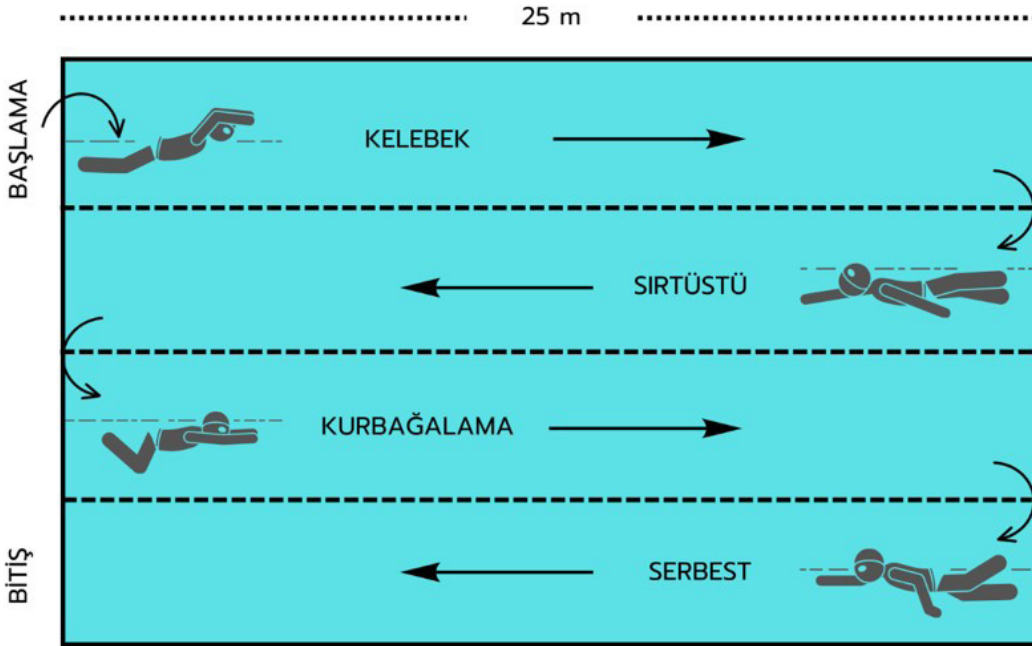 25 m
BAŞLAMA
KELEBEK
SIRTÜSTÜ
KURBAĞALAMA
BİTİŞ
SERBEST